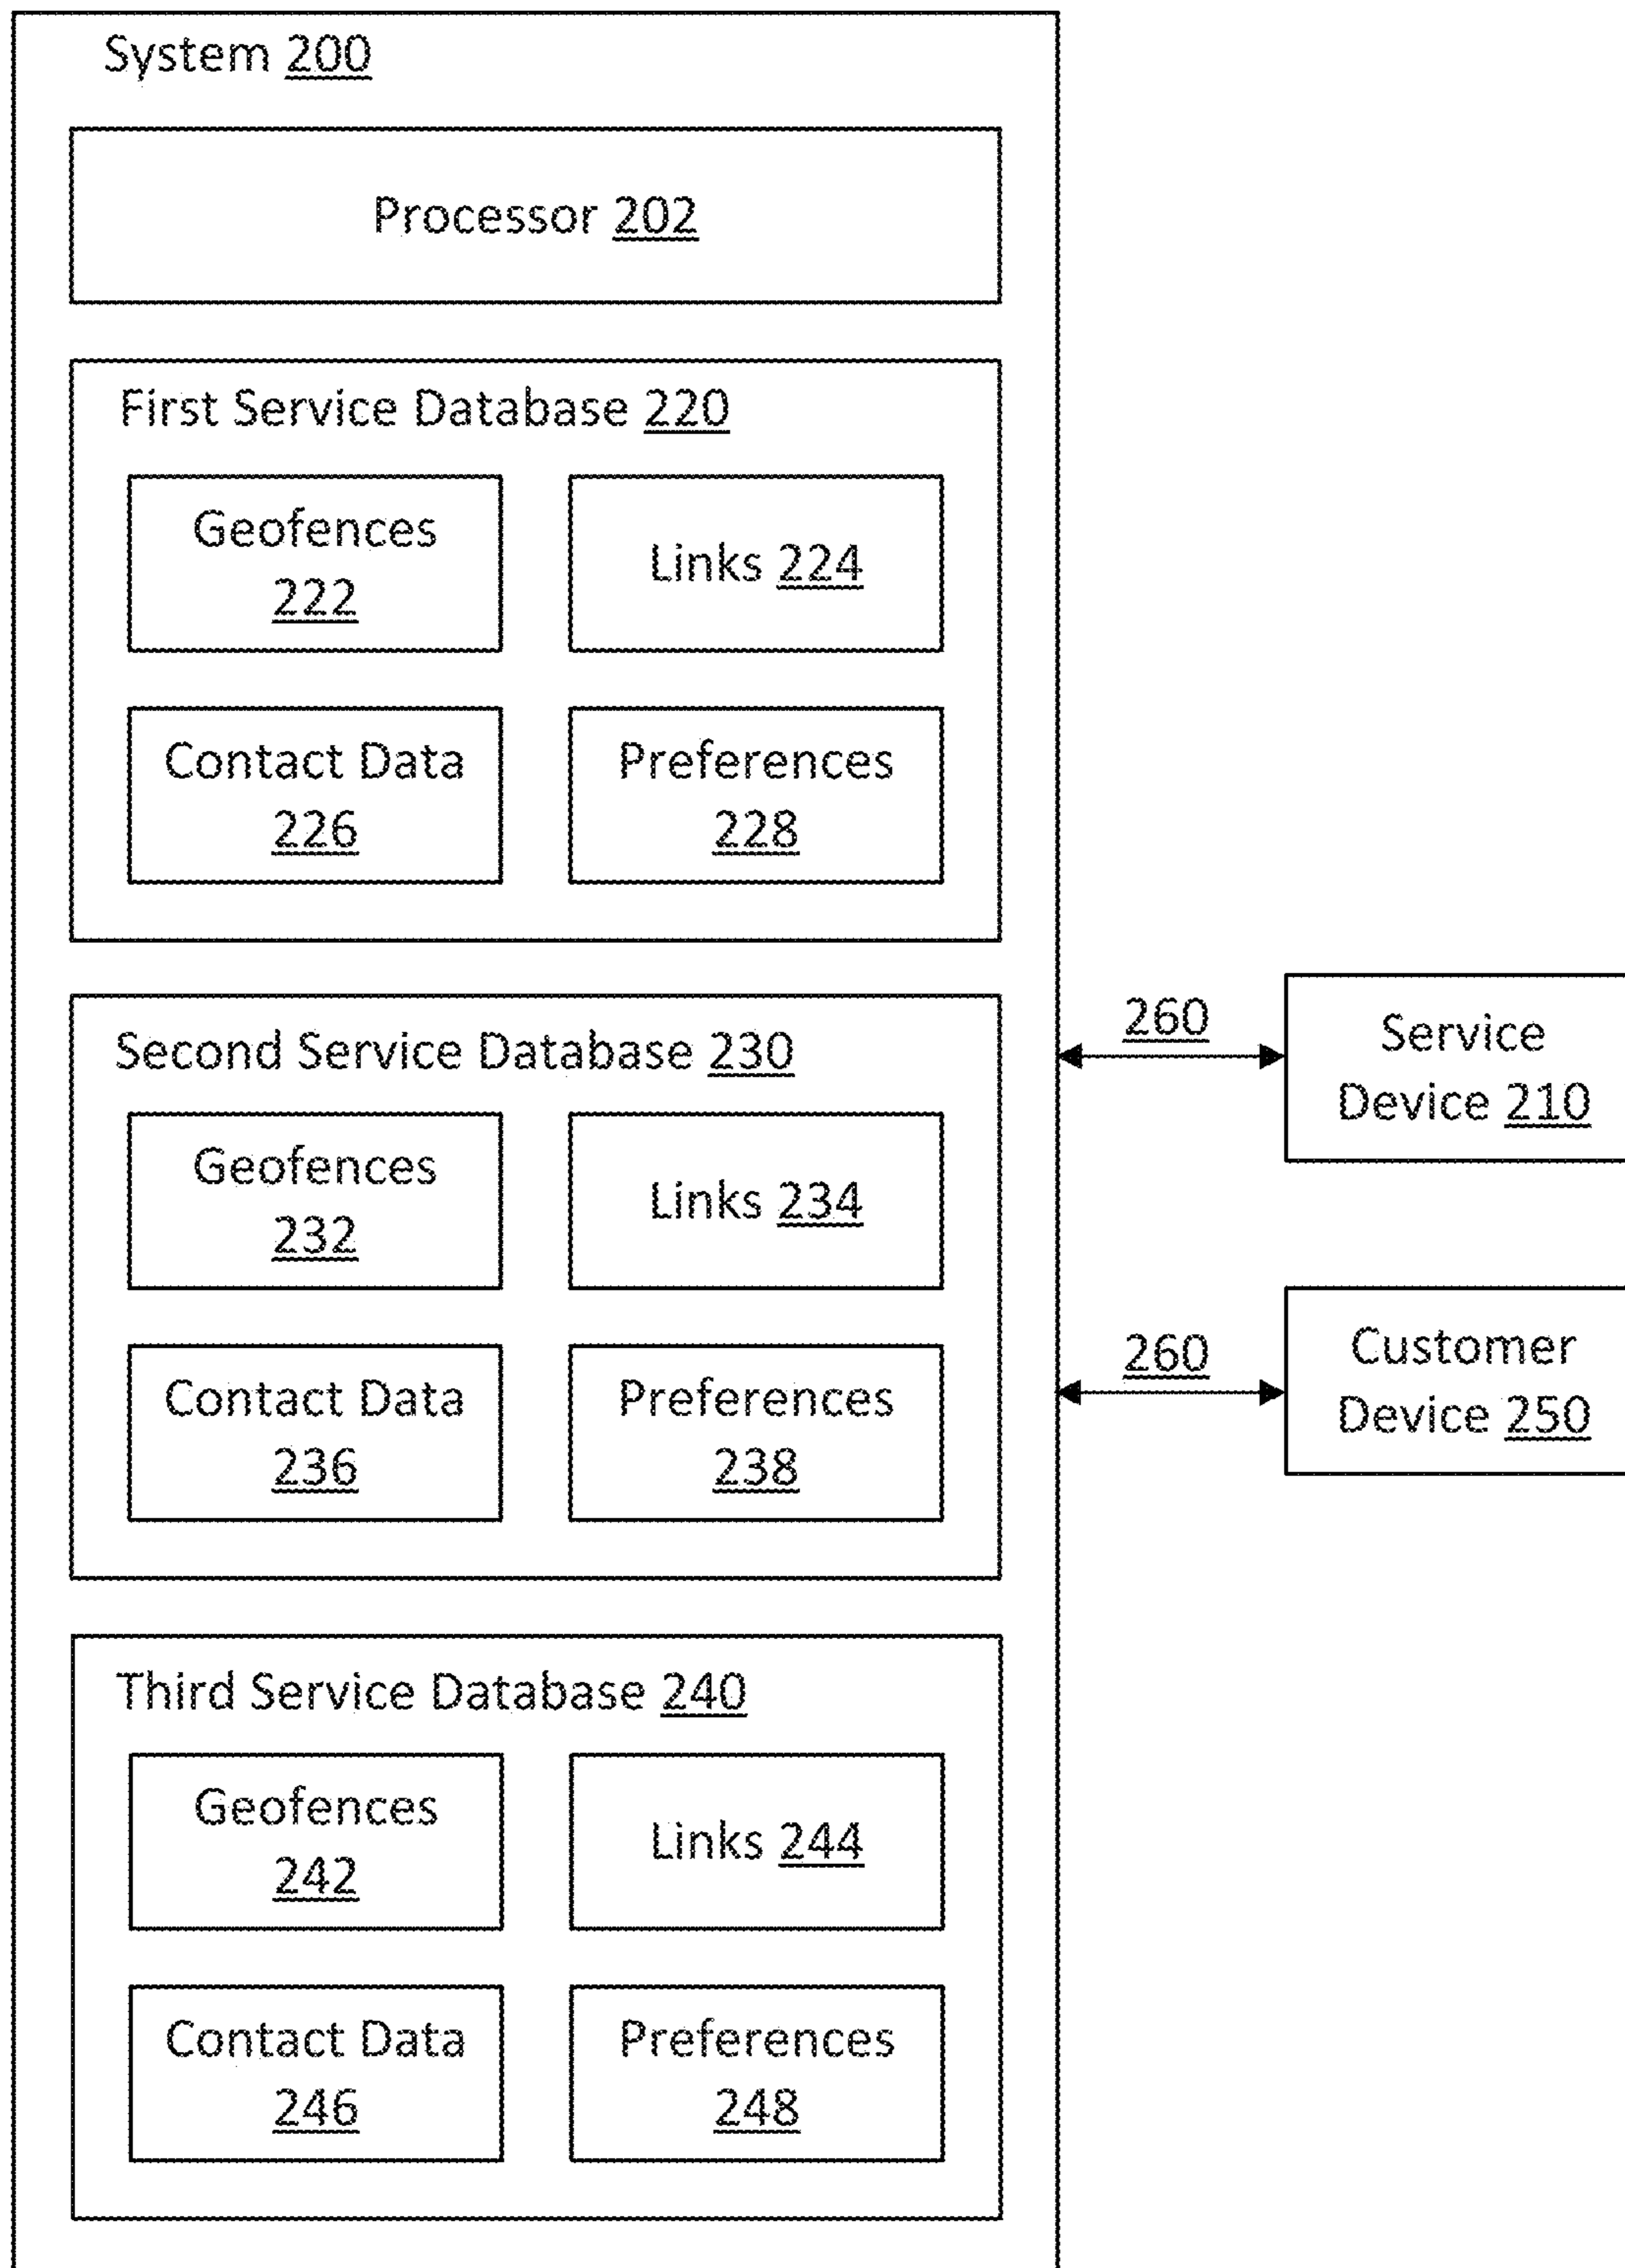 System 200
Processor 202
First Service Database 220
Geofences
222
Links 224
Contact Data
226
Preferences
228
Second Service Database 230
Geofences
232
Links 234
Contact Data
236
Preferences
238
Third Service Database 240
Geofences
242
Links 244
Contact Data
246
Preferences
248
260
Service
Device 210
260
Customer
Device 250